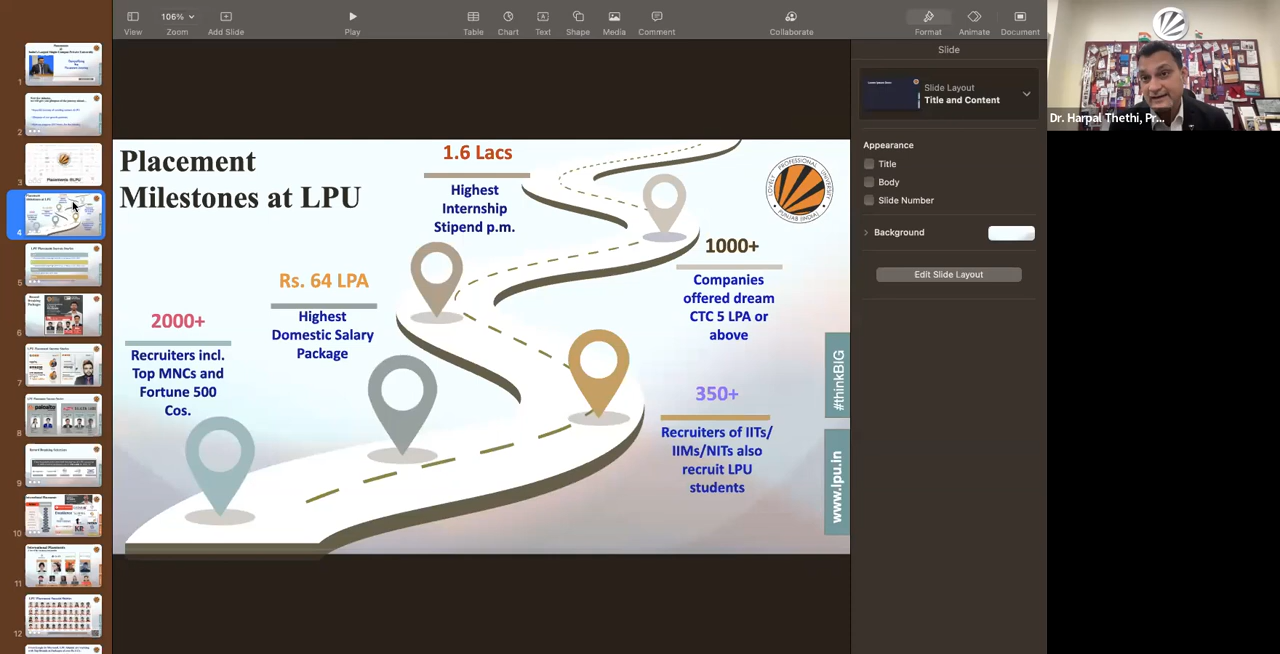 106%
View
Zoom
Add Slide
Play
Table
Chart
Text
Shape
Media
Comment
Collaborate
Format
Animate
Document
Slide
Slide Layout
Title and Content
Appearance
Title
Body
Slide Number
Background
Edit Slide Layout
Dr. Harpal Thethi, Pr...
1
2
3
4
5
6
7
8
9
10
11
12
Placement
Milestones at LPU
1.6 Lacs
Highest
Internship
Stipend p.m.
LOVELY PROFESSIONAL UNIVERSITY
PUNJAB (INDIA)
1000+
Companies
offered dream
CTC 5 LPA or
above
Rs. 64 LPA
Highest
Domestic Salary
Package
2000+
Recruiters incl.
Top MNCs and
Fortune 500
Cos.
350+
Recruiters of IITs/
IIMs/NITs also
recruit LPU
students
#thinkBIG
www.lpu.in